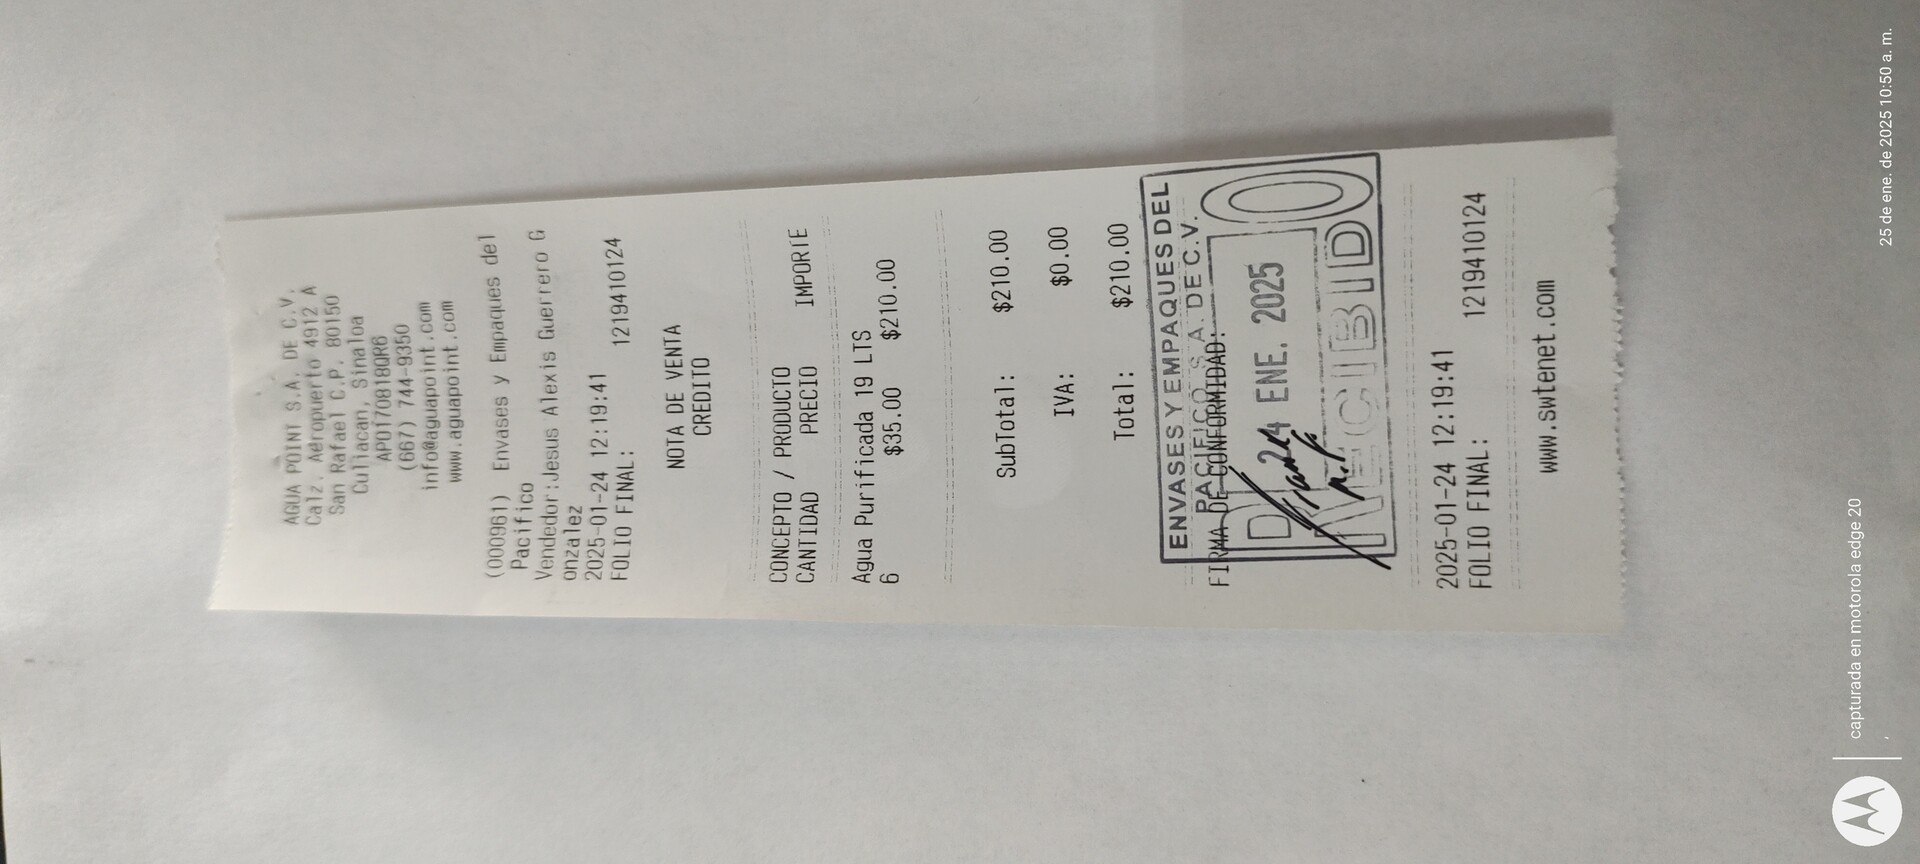 AGUA POINT S.A. DE C.V.
Calz. Aeropuerto 4912 A
San Rafael C.P. 80150
Culiacan, Sinaloa
APO170818QR6
(667) 744-9350
info@aguapoint.com
www.aguapoint.com
(000961) Envases y Empaques del
Pacifico
Vendedor:Jesus Alexis Guerrero G
onzalez
2025-01-24 12:19:41
FOLIO FINAL: 1219410124
NOTA DE VENTA
CREDITO
CONCEPTO / PRODUCTO
CANTIDAD PRECIO IMPORTE
Agua Purificada 19 LTS
6 $35.00 $210.00
SubTotal: $210.00
IVA: $0.00
Total: $210.00
ENVASES Y EMPAQUES DEL
PACIFICO S A DE C.V.
FIRMA DE CONFORMIDAD:
24 ENE. 2025
RECIBIDO
2025-01-24 12:19:41
FOLIO FINAL: 1219410124
www.swtenet.com
capturada en motorola edge 20
25 de ene. de 2025 10:50 a. m.